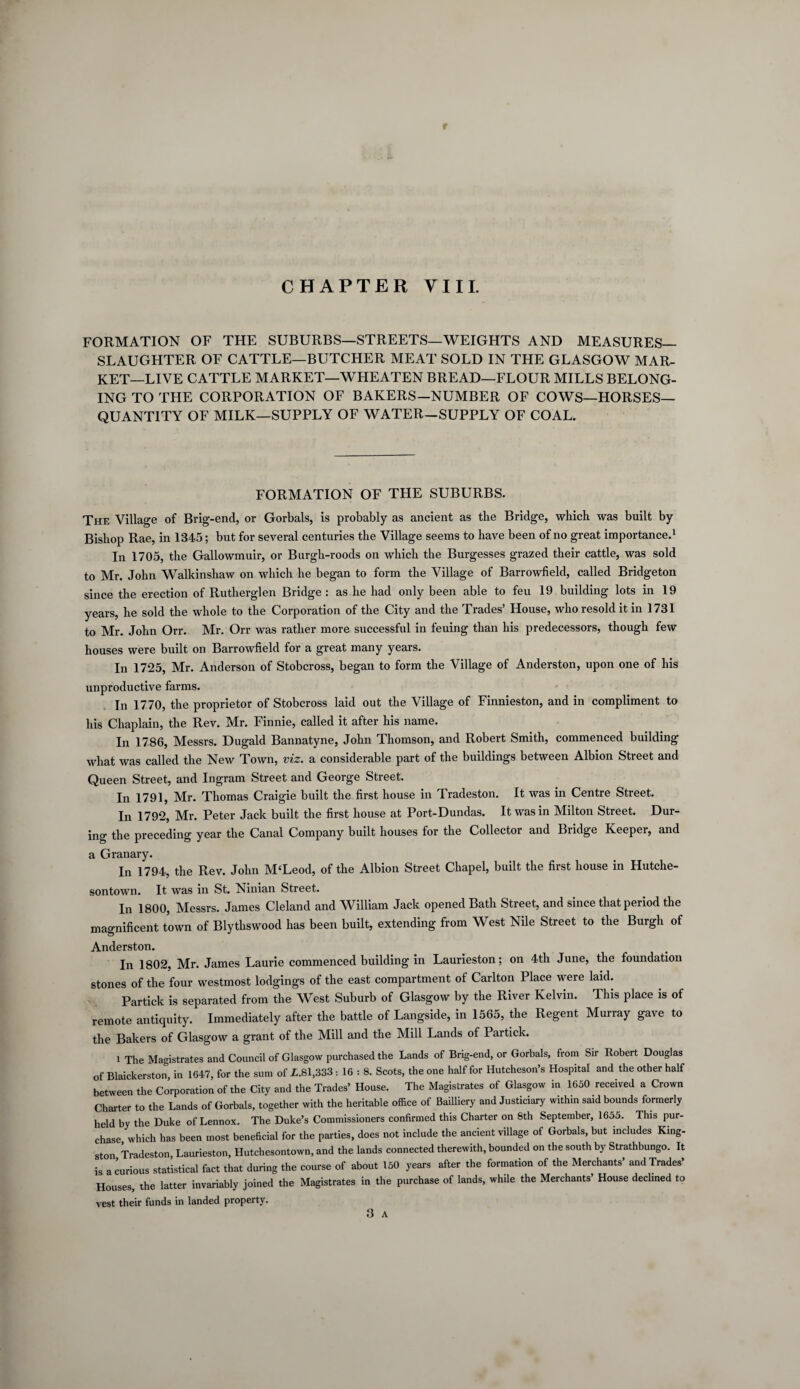 CHAPTER VIII.
FORMATION OF THE SUBURBS—STREETS—WEIGHTS AND MEASURES—
SLAUGHTER OF CATTLE—BUTCHER MEAT SOLD IN THE GLASGOW MAR-
KET—LIVE CATTLE MARKET—WHEATEN BREAD—FLOUR MILLS BELONG-
ING TO THE CORPORATION OF BAKERS—NUMBER OF COWS—HORSES—
QUANTITY OF MILK—SUPPLY OF WATER—SUPPLY OF COAL.
FORMATION OF THE SUBURBS.
The Village of Brig-end, or Gorbals, is probably as ancient as the Bridge, which was built by
Bishop Rae, in 1345; but for several centuries the Village seems to have been of no great importance.¹
In 1705, the Gallowmuir, or Burgh-roods on which the Burgesses grazed their cattle, was sold
to Mr. John Walkinshaw on which he began to form the Village of Barrowfield, called Bridgeton
since the erection of Rutherglen Bridge: as he had only been able to feu 19 building lots in 19
years, he sold the whole to the Corporation of the City and the Trades' House, who resold it in 1731
to Mr. John Orr. Mr. Orr was rather more successful in feuing than his predecessors, though few
houses were built on Barrowfield for a great many years.
In 1725, Mr. Anderson of Stobcross, began to form the Village of Anderston, upon one of his
unproductive farms.
In 1770, the proprietor of Stobcross laid out the Village of Finnieston, and in compliment to
his Chaplain, the Rev. Mr. Finnie, called it after his name.
In 1786, Messrs. Dugald Bannatyne, John Thomson, and Robert Smith, commenced building
what was called the New Town, viz. a considerable part of the buildings between Albion Street and
Queen Street, and Ingram Street and George Street.
In 1791, Mr. Thomas Craigie built the first house in Tradeston. It was in Centre Street.
In 1792, Mr. Peter Jack built the first house at Port-Dundas. It was in Milton Street. Dur-
ing the preceding year the Canal Company built houses for the Collector and Bridge Keeper, and
a Granary.
In 1794, the Rev. John M'Leod, of the Albion Street Chapel, built the first house in Hutche-
sontown. It was in St. Ninian Street.
In 1800, Messrs. James Cleland and William Jack opened Bath Street, and since that period the
magnificent town of Blythswood has been built, extending from West Nile Street to the Burgh of
Anderston.
In 1802, Mr. James Laurie commenced building in Laurieston; on 4th June, the foundation
stones of the four westmost lodgings of the east compartment of Carlton Place were laid.
Partick is separated from the West Suburb of Glasgow by the River Kelvin. This place is of
remote antiquity. Immediately after the battle of Langside, in 1565, the Regent Murray gave to
the Bakers of Glasgow a grant of the Mill and the Mill Lands of Partick.
1 The Magistrates and Council of Glasgow purchased the Lands of Brig-end, or Gorbals, from Sir Robert Douglas
of Blaickerston, in 1647, for the sum of L.81,333 : 16 : 8. Scots, the one half for Hutcheson's Hospital and the other half
between the Corporation of the City and the Trades' House. The Magistrates of Glasgow in 1650 received a Crown
Charter to the Lands of Gorbals, together with the heritable office of Bailliery and Justiciary within said bounds formerly
held by the Duke of Lennox. The Duke's Commissioners confirmed this Charter on 8th September, 1655. This pur-
chase, which has been most beneficial for the parties, does not include the ancient village of Gorbals, but includes King-
ston, Tradeston, Laurieston, Hutchesontown, and the lands connected therewith, bounded on the south by Strathbungo. It
is a curious statistical fact that during the course of about 150 years after the formation of the Merchants' and Trades'
Houses, the latter invariably joined the Magistrates in the purchase of lands, while the Merchants' House declined to
vest their funds in landed property.
3 A